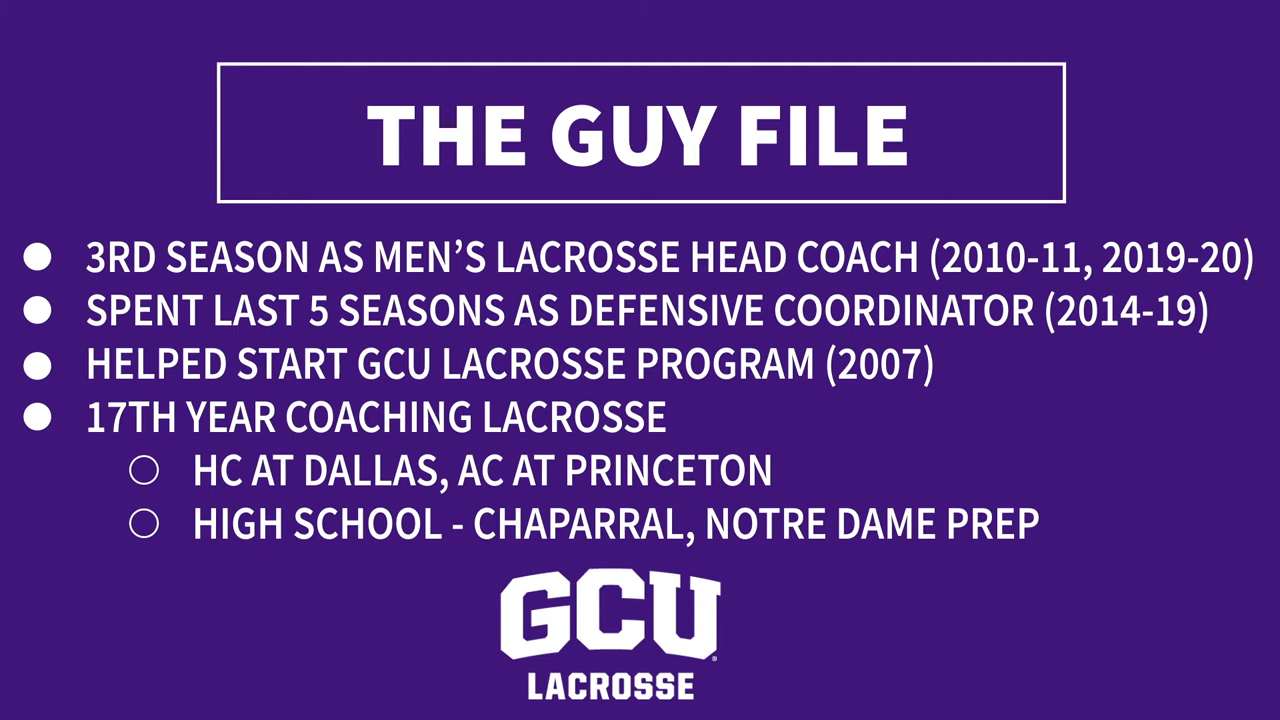 THE GUY FILE
● 3RD SEASON AS MEN’S LACROSSE HEAD COACH (2010-11, 2019-20)
● SPENT LAST 5 SEASONS AS DEFENSIVE COORDINATOR (2014-19)
● HELPED START GCU LACROSSE PROGRAM (2007)
● 17TH YEAR COACHING LACROSSE
○ HC AT DALLAS, AC AT PRINCETON
○ HIGH SCHOOL - CHAPARRAL, NOTRE DAME PREP
GCU®
LACROSSE